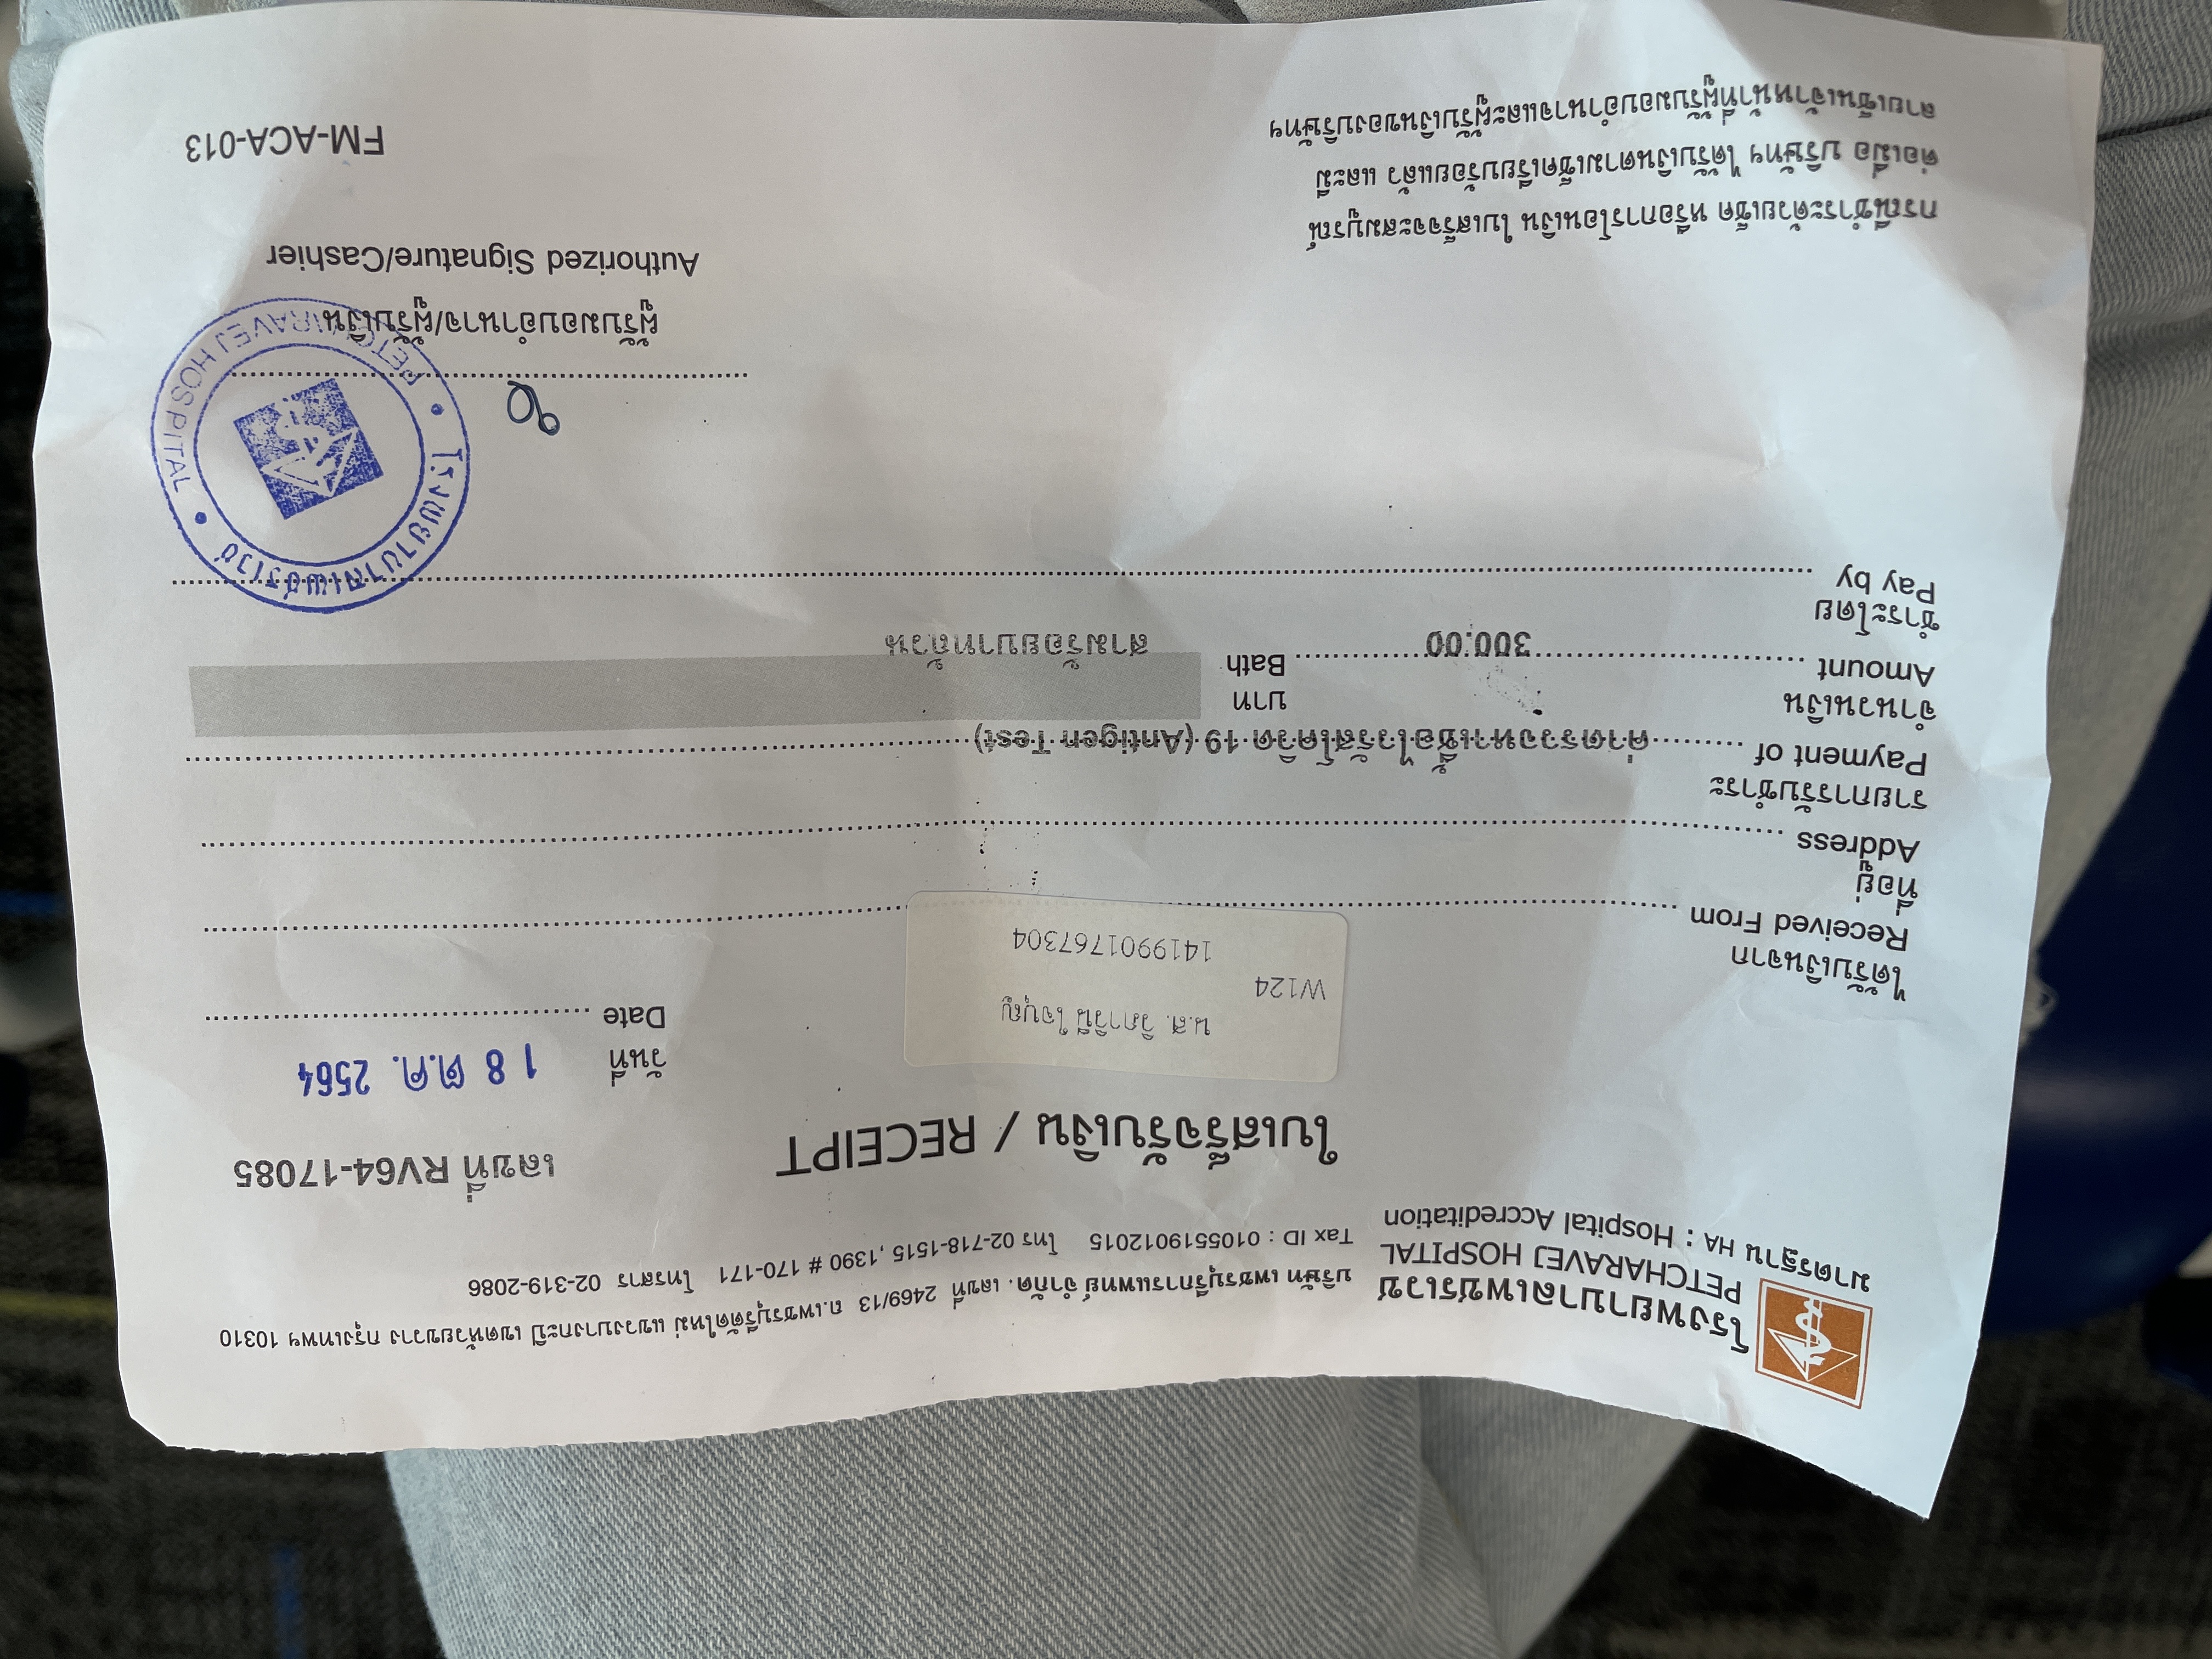 โรงพยาบาลเพชรเวช
PETCHARAVEJ HOSPITAL
มาตรฐาน HA : Hospital Accreditation
บริษัท เพชรบุรีการแพทย์ จำกัด. เลขที่ 2469/13 ถ.เพชรบุรีตัดใหม่ แขวงบางกะปิ เขตห้วยขวาง กรุงเทพฯ 10310
Tax ID : 0105519012015 โทร 02-718-1515 ,1390 # 170-171 โทรสาร 02-319-2086
ใบเสร็จรับเงิน / RECEIPT
เลขที่ RV64-17085
วันที่
Date
18 ต.ค. 2564
น.ส. วิภาวินี ใจบุญ
W124
1419901767304
ได้รับเงินจาก
Received From
ที่อยู่
Address
รายการรับชำระ
Payment of ค่าตรวจหาเชื้อไวรัสโควิด 19 (Antigen Test)
จำนวนเงิน บาท
Amount Bath
300.00 สามร้อยบาทถ้วน
ชำระโดย
Pay by
โรงพยาบาลเพชรเวช
PETCHARAVEJ HOSPITAL
ผู้รับมอบอำนาจ/ผู้รับเงิน
Authorized Signature/Cashier
กรณีชำระด้วยเช็ค หรือการโอนเงิน ใบเสร็จจะสมบูรณ์
ต่อเมื่อ บริษัทฯ ได้รับเงินตามเช็คเรียบร้อยแล้ว และมี
ลายเซ็นเจ้าหน้าที่ผู้รับมอบอำนาจและผู้รับเงินของบริษัทฯ
FM-ACA-013